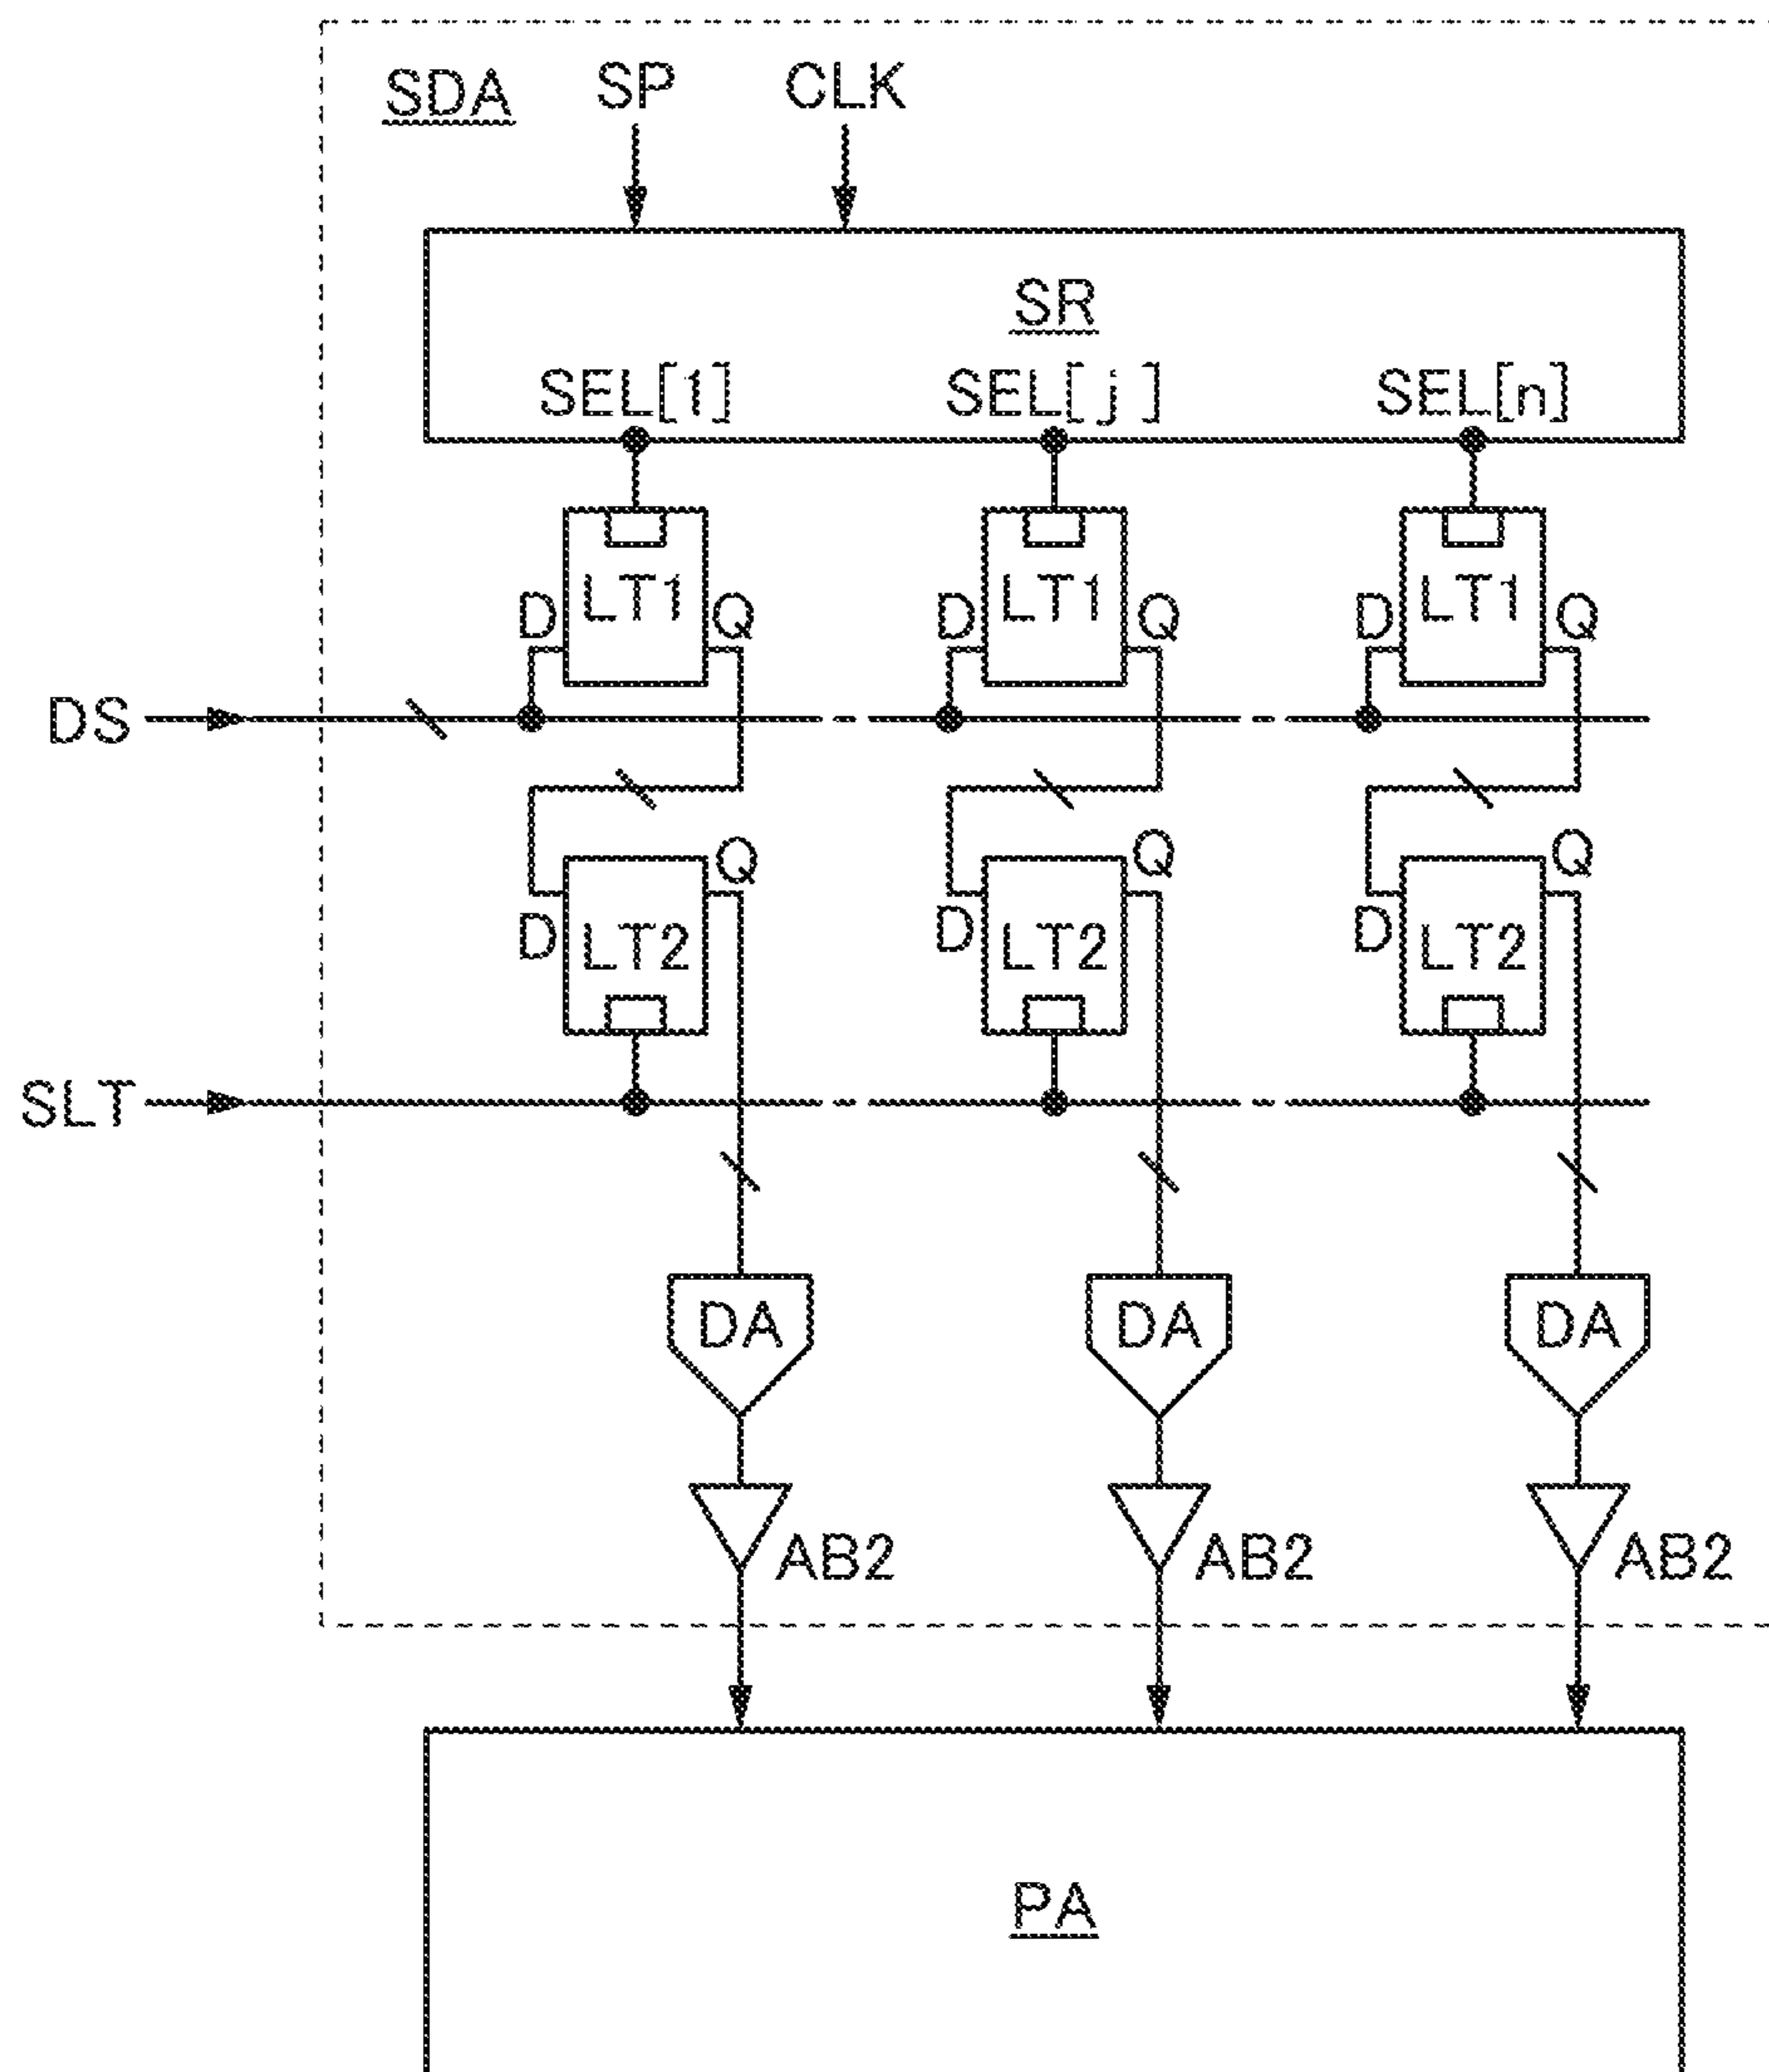 SDA SP CLK
SR
SEL[1] SEL[j] SEL[n]
D LT1 Q D LT1 Q D LT1 Q
DS
Q Q Q
D LT2 D LT2 D LT2
SLT
DA DA DA
AB2 AB2 AB2
PA